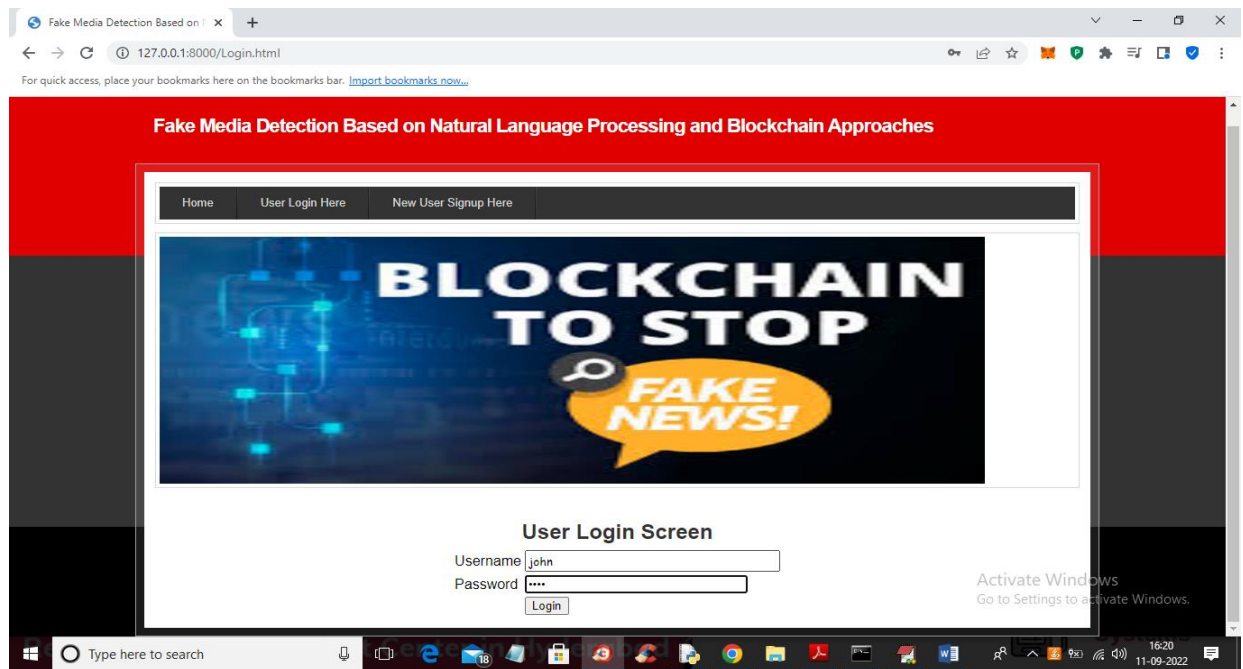 Fake Media Detection Based on
127.0.0.1:8000/Login.html
For quick access, place your bookmarks here on the bookmarks bar. Import bookmarks now...
Fake Media Detection Based on Natural Language Processing and Blockchain Approaches
Home User Login Here New User Signup Here
BLOCKCHAIN
TO STOP
FAKE
NEWS!
User Login Screen
Username john
Password ••••
Login
Activate Windows
Go to Settings to activate Windows.
Type here to search
18
16:20
11-09-2022